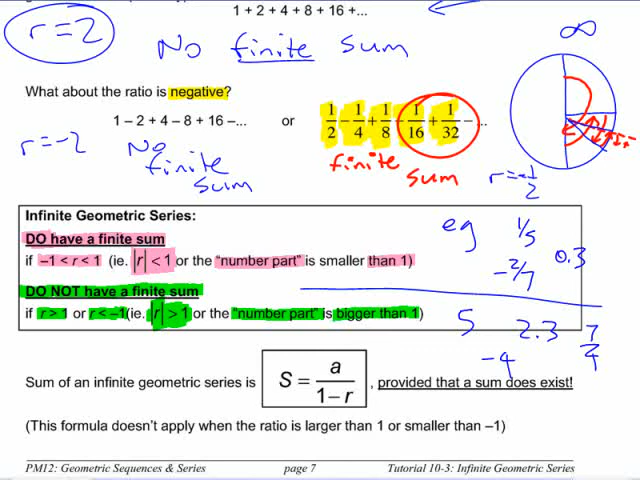 1 + 2 + 4 + 8 + 16 +...
r = 2
No finite sum
∞
What about the ratio is negative?
1 – 2 + 4 – 8 + 16 –... or 1/2 – 1/4 + 1/8 – 1/16 + 1/32 – ...
r = -2
No finite sum
finite sum
r = -1/2
Infinite Geometric Series:
DO have a finite sum
if –1 < r < 1 (ie. |r| < 1 or the "number part" is smaller than 1)
DO NOT have a finite sum
if r > 1 or r < –1(ie. |r| > 1 or the "number part" is bigger than 1)
eg 1/5
-2/7 0.3
5 2.3 7/4
-4
Sum of an infinite geometric series is S = a/(1 – r) , provided that a sum does exist!
(This formula doesn't apply when the ratio is larger than 1 or smaller than –1)
PM12: Geometric Sequences & Series page 7 Tutorial 10-3: Infinite Geometric Series